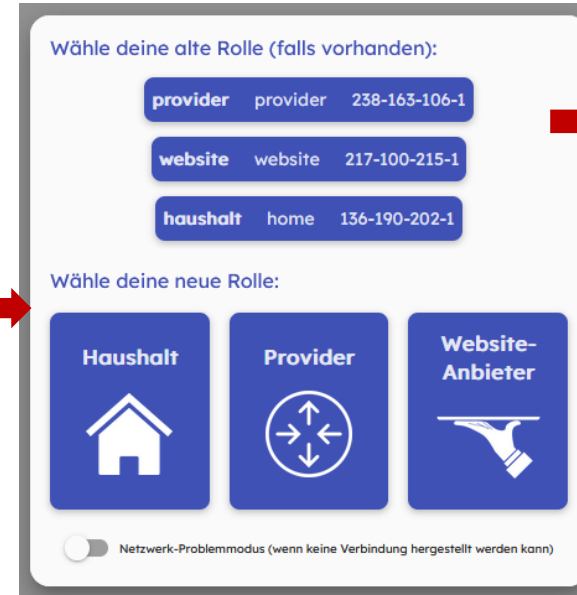 Wähle deine alte Rolle (falls vorhanden):
provider provider 238-163-106-1
website website 217-100-215-1
haushalt home 136-190-202-1
Wähle deine neue Rolle:
Haushalt
Provider
Website-
Anbieter
Netzwerk-Problemmodus (wenn keine Verbindung hergestellt werden kann)